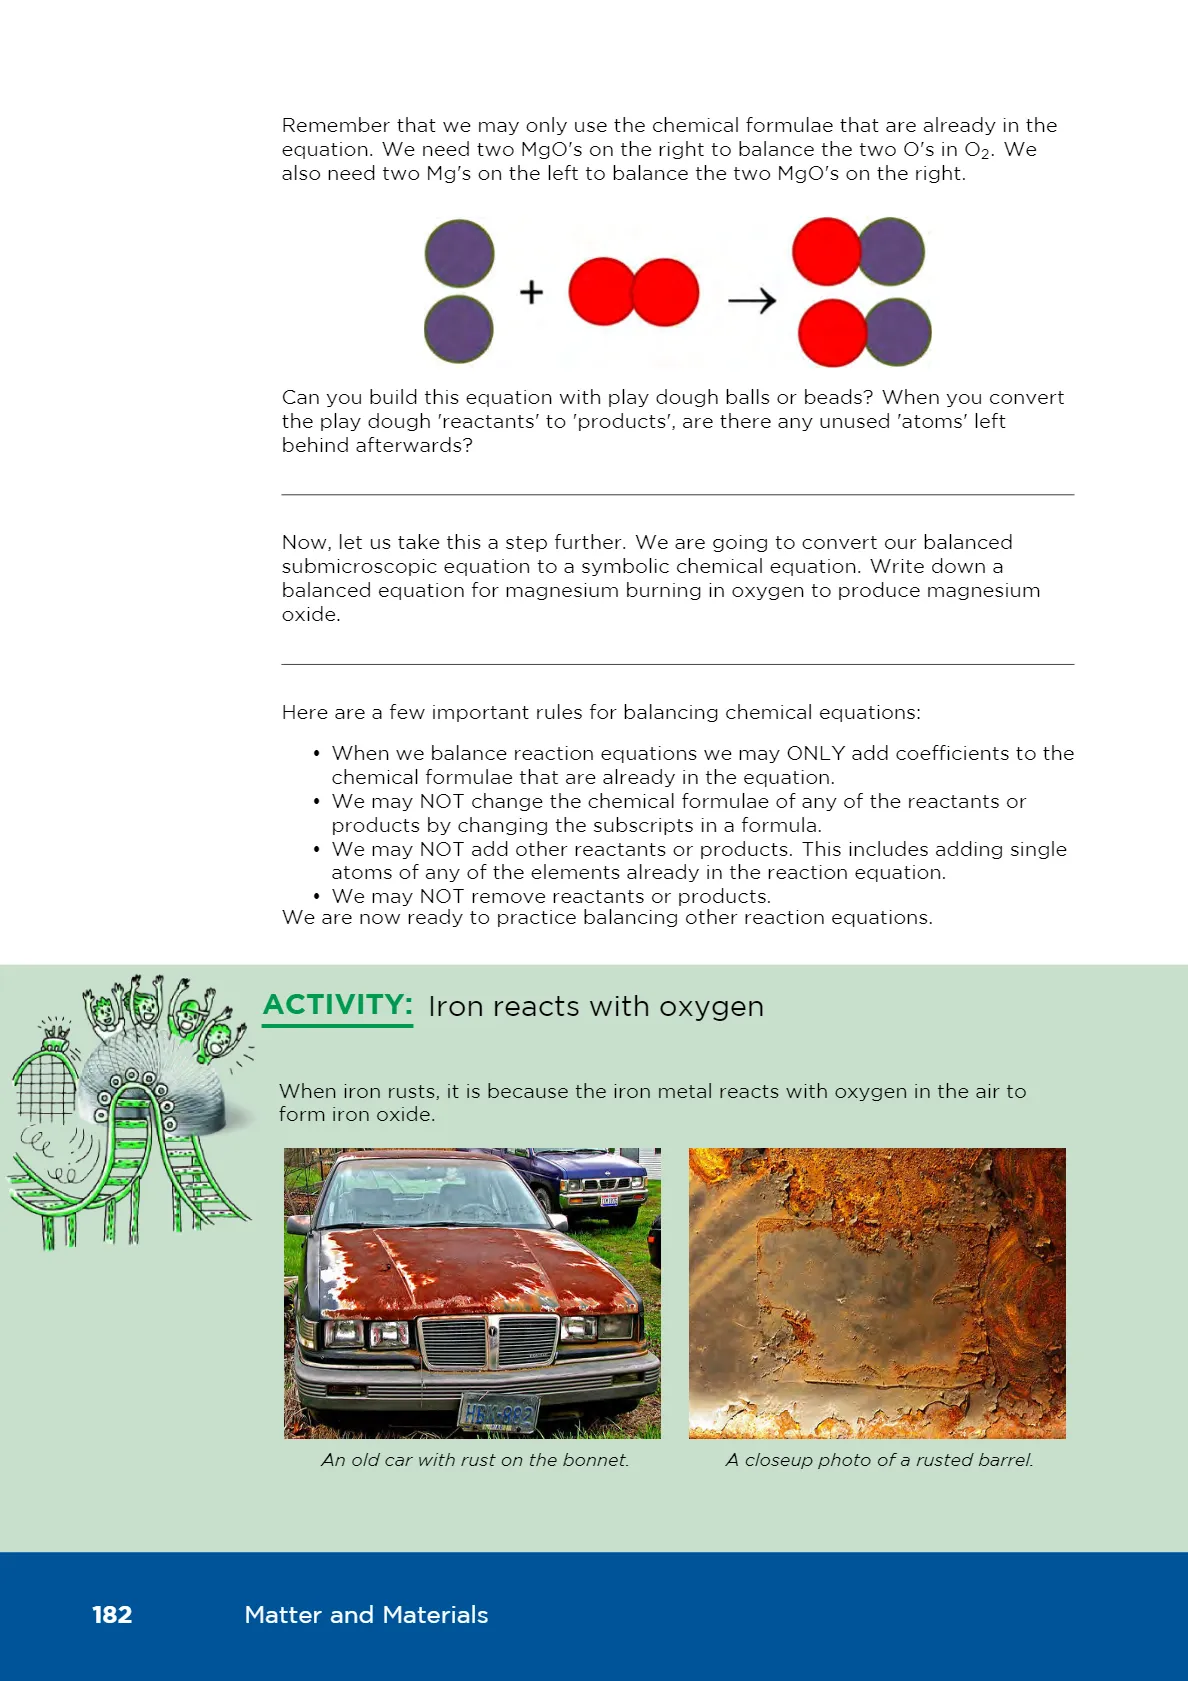 Remember that we may only use the chemical formulae that are already in the
equation. We need two MgO's on the right to balance the two O's in O₂. We
also need two Mg's on the left to balance the two MgO's on the right.
+
→
Can you build this equation with play dough balls or beads? When you convert
the play dough 'reactants' to 'products', are there any unused 'atoms' left
behind afterwards?
Now, let us take this a step further. We are going to convert our balanced
submicroscopic equation to a symbolic chemical equation. Write down a
balanced equation for magnesium burning in oxygen to produce magnesium
oxide.
Here are a few important rules for balancing chemical equations:
• When we balance reaction equations we may ONLY add coefficients to the
chemical formulae that are already in the equation.
• We may NOT change the chemical formulae of any of the reactants or
products by changing the subscripts in a formula.
• We may NOT add other reactants or products. This includes adding single
atoms of any of the elements already in the reaction equation.
• We may NOT remove reactants or products.
We are now ready to practice balancing other reaction equations.
ACTIVITY: Iron reacts with oxygen
When iron rusts, it is because the iron metal reacts with oxygen in the air to
form iron oxide.
An old car with rust on the bonnet.
A closeup photo of a rusted barrel.
182 Matter and Materials